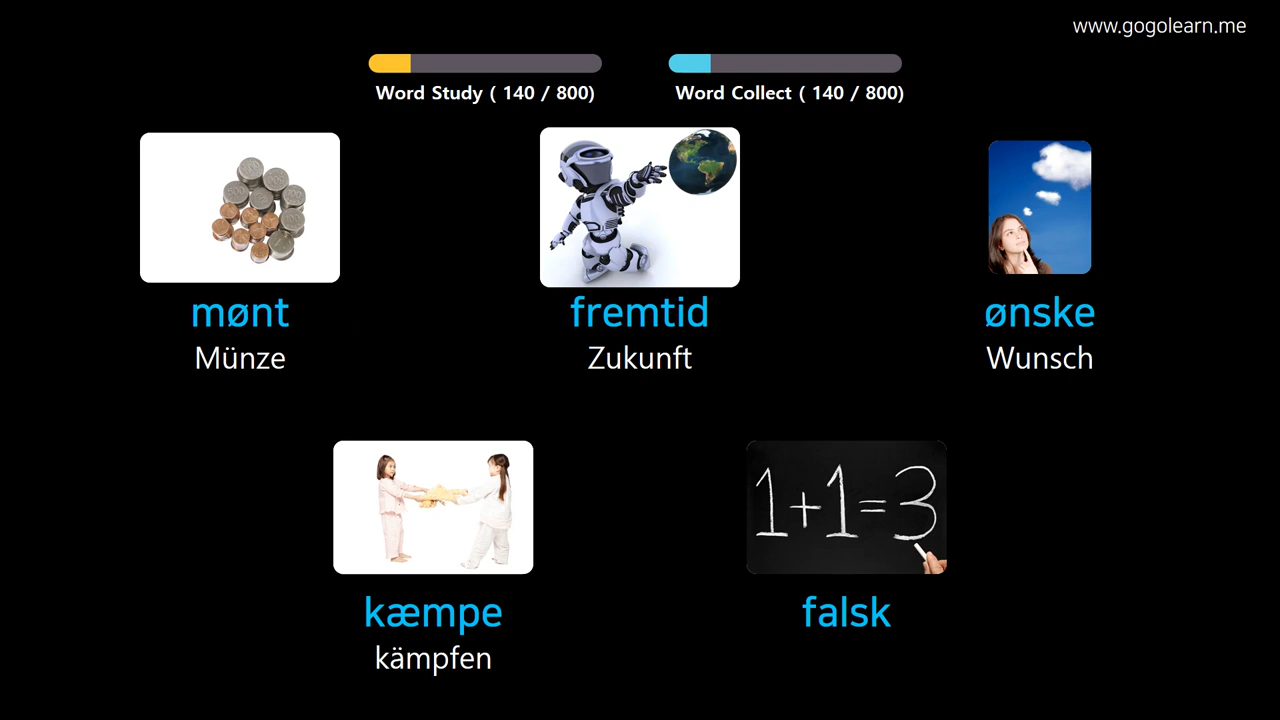 www.gogolearn.me
Word Study ( 140 / 800)
Word Collect ( 140 / 800)
mønt
Münze
fremtid
Zukunft
ønske
Wunsch
kæmpe
kämpfen
1+1=3
falsk